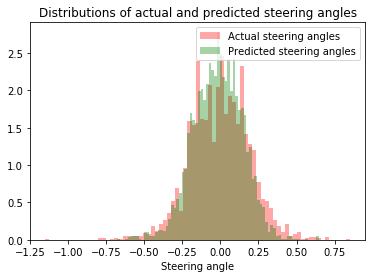 Distributions of actual and predicted steering angles
Actual steering angles
Predicted steering angles
2.5
2.0
1.5
1.0
0.5
0.0
−1.25 −1.00 −0.75 −0.50 −0.25 0.00 0.25 0.50 0.75
Steering angle